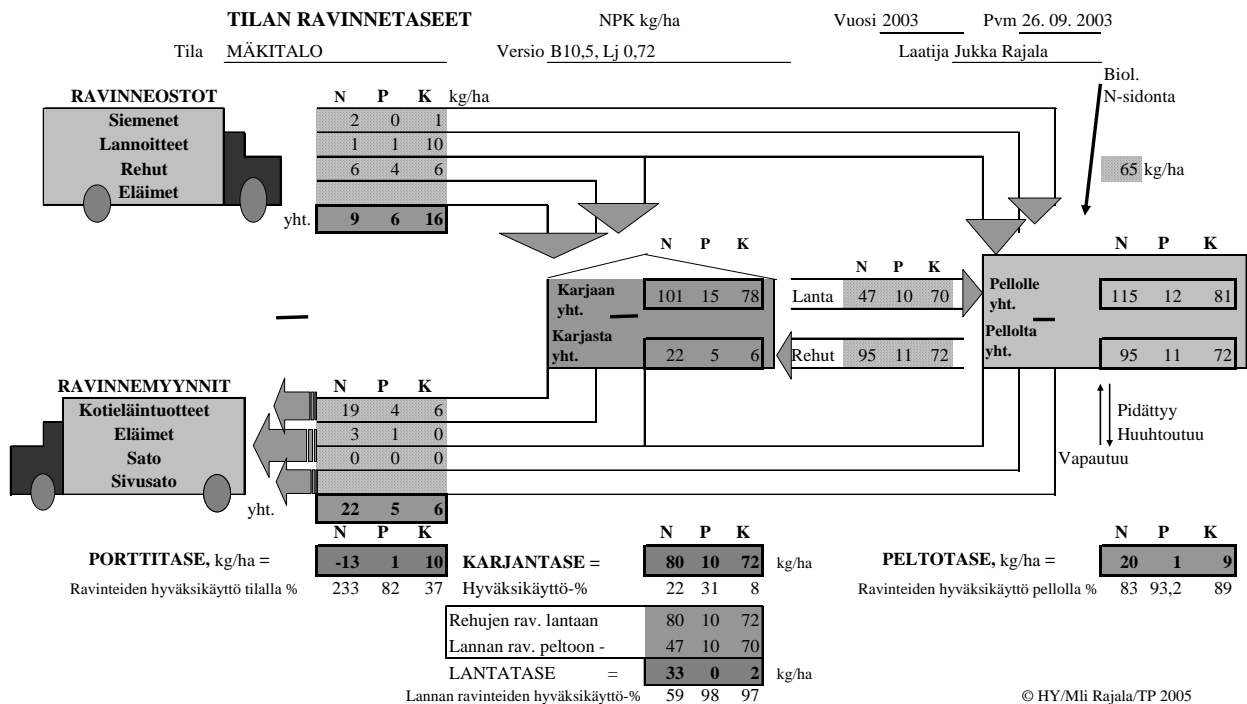 TILAN RAVINNETASEET NPK kg/ha Vuosi 2003 Pvm 26. 09. 2003
Tila MÄKITALO Versio B10,5, Lj 0,72 Laatija Jukka Rajala
Biol.
N-sidonta
65 kg/ha
RAVINNEOSTOT N P K kg/ha
Siemenet 2 0 1
Lannoitteet 1 1 10
Rehut 6 4 6
Eläimet
yht. 9 6 16
N P K
Karjaan yht. 101 15 78
Karjasta yht. 22 5 6
N P K
Lanta 47 10 70
Rehut 95 11 72
N P K
Pellolle yht. 115 12 81
Pellolta yht. 95 11 72
Pidättyy
Huuhtoutuu
Vapautuu
RAVINNEMYYNNIT N P K
Kotieläintuotteet 19 4 6
Eläimet 3 1 0
Sato 0 0 0
Sivusato
yht. 22 5 6
N P K
PORTTITASE, kg/ha = -13 1 10
Ravinteiden hyväksikäyttö tilalla % 233 82 37
N P K
KARJANTASE = 80 10 72 kg/ha
Hyväksikäyttö-% 22 31 8
Rehujen rav. lantaan 80 10 72
Lannan rav. peltoon - 47 10 70
LANTATASE = 33 0 2 kg/ha
Lannan ravinteiden hyväksikäyttö-% 59 98 97
N P K
PELTOTASE, kg/ha = 20 1 9
Ravinteiden hyväksikäyttö pellolla % 83 93,2 89
© HY/Mli Rajala/TP 2005